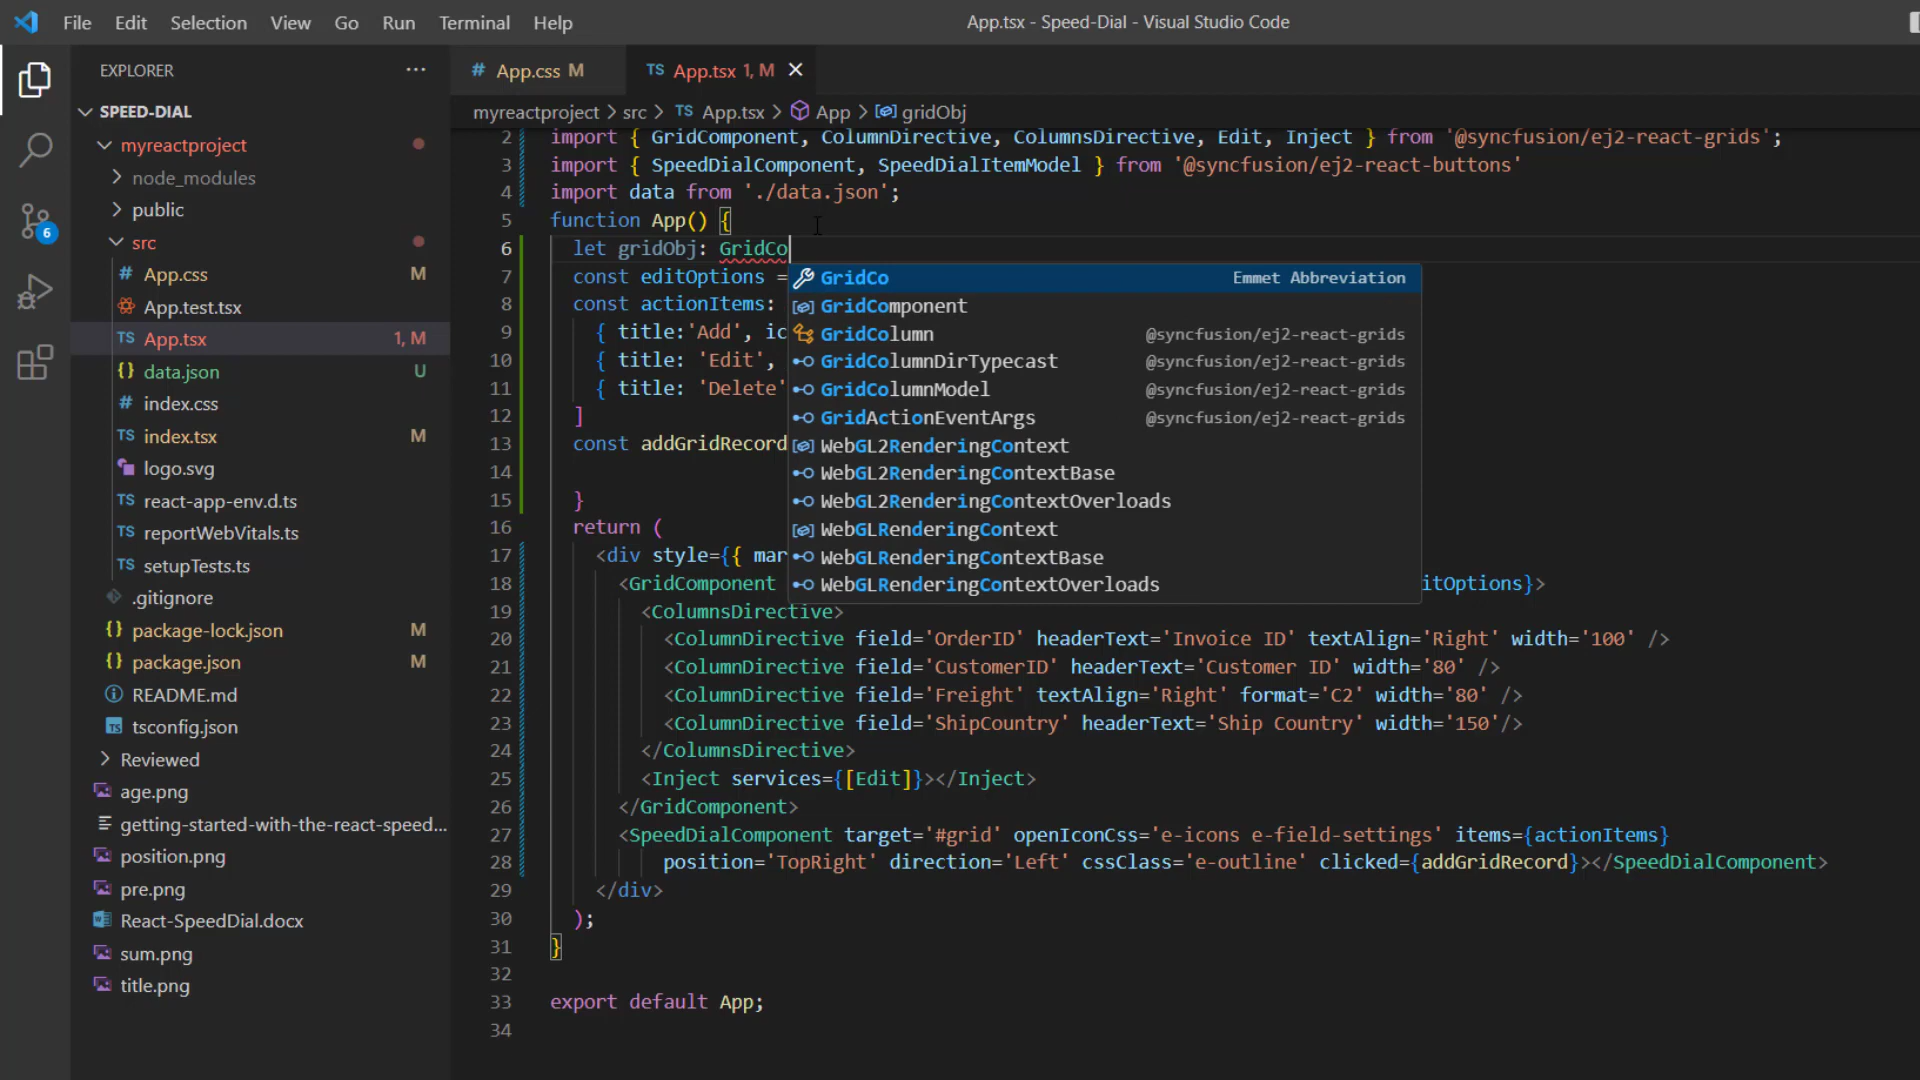 File Edit Selection View Go Run Terminal Help
App.tsx - Speed-Dial - Visual Studio Code
EXPLORER ···
SPEED-DIAL
myreactproject
node_modules
public
src
# App.css M
App.test.tsx
TS App.tsx 1, M
{} data.json U
# index.css
TS index.tsx M
logo.svg
TS react-app-env.d.ts
TS reportWebVitals.ts
TS setupTests.ts
.gitignore
{} package-lock.json M
{} package.json M
README.md
tsconfig.json
Reviewed
age.png
getting-started-with-the-react-speed...
position.png
pre.png
React-SpeedDial.docx
sum.png
title.png
6
# App.css M
TS App.tsx 1, M
myreactproject > src > TS App.tsx > App > gridObj
2 import { GridComponent, ColumnDirective, ColumnsDirective, Edit, Inject } from '@syncfusion/ej2-react-grids';
3 import { SpeedDialComponent, SpeedDialItemModel } from '@syncfusion/ej2-react-buttons'
4 import data from './data.json';
5 function App() {
6 let gridObj: GridCo
7 const editOptions =
8 const actionItems:
9 { title:'Add', ic
10 { title: 'Edit',
11 { title: 'Delete'
12 ]
13 const addGridRecord
14
15 }
16 return (
17 <div style={{ mar
18 <GridComponent itOptions}>
19 <ColumnsDirective>
20 <ColumnDirective field='OrderID' headerText='Invoice ID' textAlign='Right' width='100' />
21 <ColumnDirective field='CustomerID' headerText='Customer ID' width='80' />
22 <ColumnDirective field='Freight' textAlign='Right' format='C2' width='80' />
23 <ColumnDirective field='ShipCountry' headerText='Ship Country' width='150'/>
24 </ColumnsDirective>
25 <Inject services={[Edit]}></Inject>
26 </GridComponent>
27 <SpeedDialComponent target='#grid' openIconCss='e-icons e-field-settings' items={actionItems}
28 position='TopRight' direction='Left' cssClass='e-outline' clicked={addGridRecord}></SpeedDialComponent>
29 </div>
30 );
31 }
32
33 export default App;
34
GridCo Emmet Abbreviation
GridComponent
GridColumn @syncfusion/ej2-react-grids
GridColumnDirTypecast @syncfusion/ej2-react-grids
GridColumnModel @syncfusion/ej2-react-grids
GridActionEventArgs @syncfusion/ej2-react-grids
WebGL2RenderingContext
WebGL2RenderingContextBase
WebGL2RenderingContextOverloads
WebGLRenderingContext
WebGLRenderingContextBase
WebGLRenderingContextOverloads